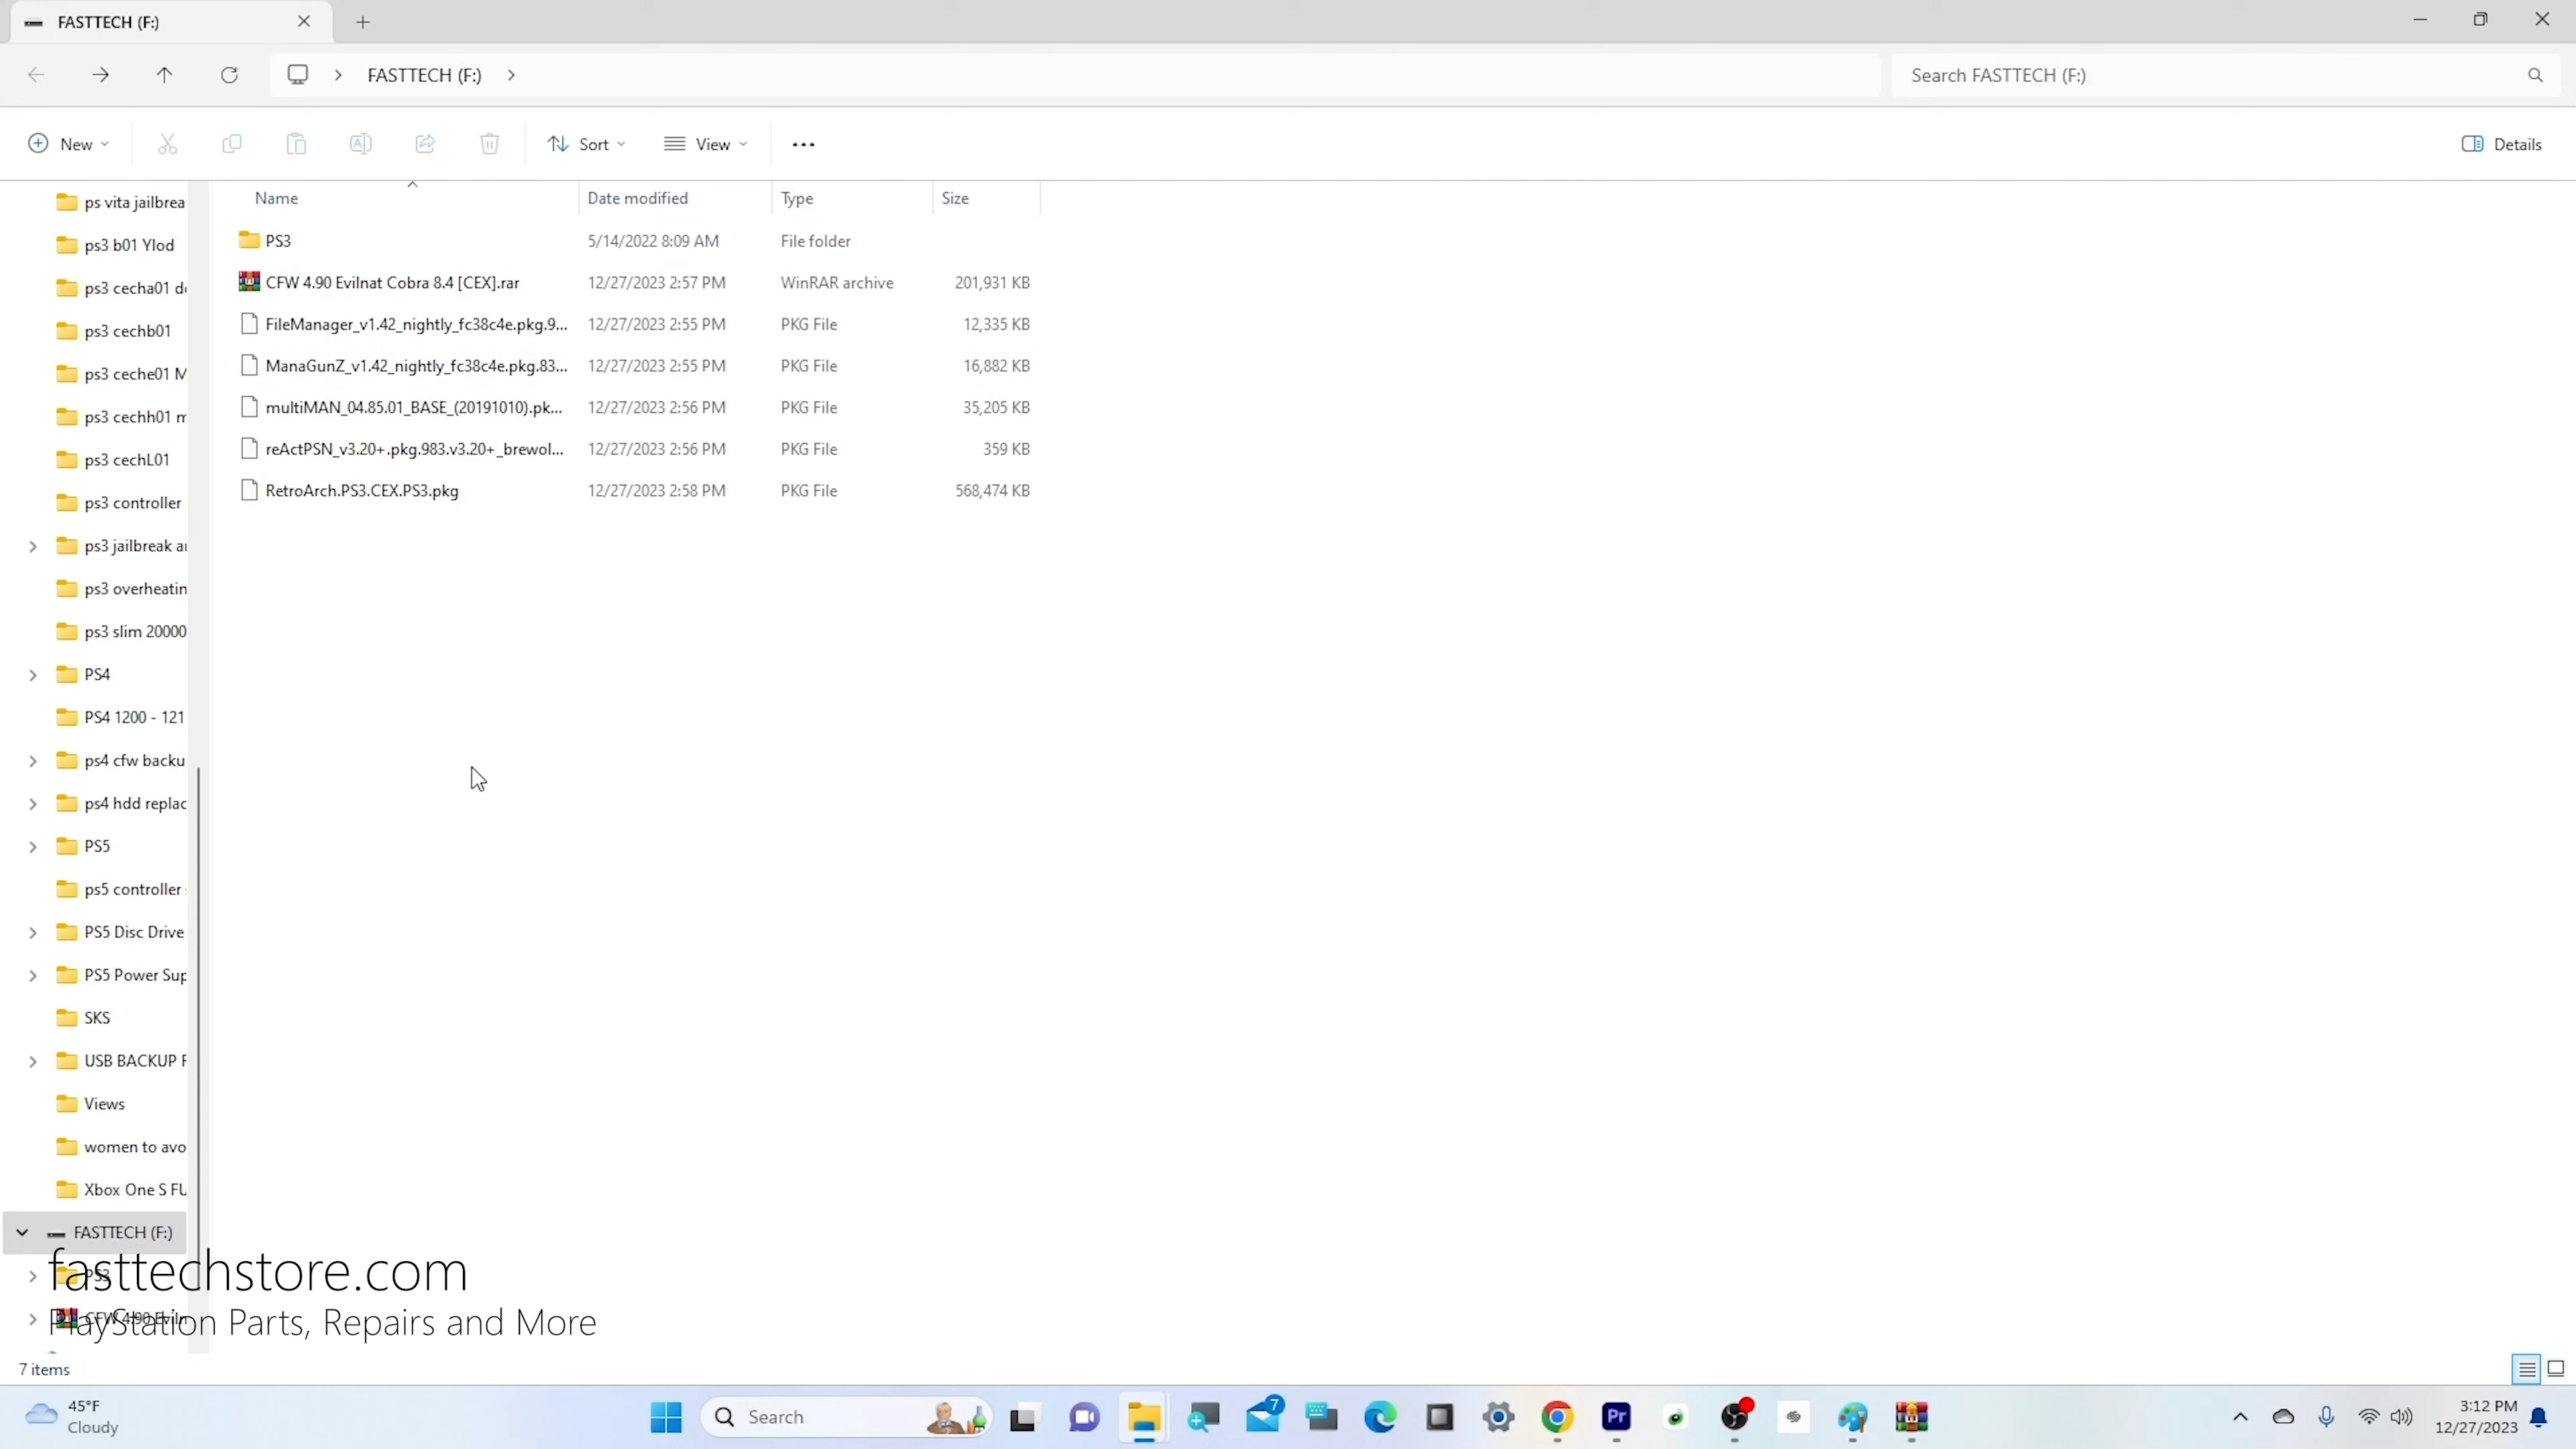 FASTTECH (F:)
FASTTECH (F:)
Search FASTTECH (F:)
New
Sort
View
Details
Name Date modified Type Size
PS3 5/14/2022 8:09 AM File folder
CFW 4.90 Evilnat Cobra 8.4 [CEX].rar 12/27/2023 2:57 PM WinRAR archive 201,931 KB
FileManager_v1.42_nightly_fc38c4e.pkg.9... 12/27/2023 2:55 PM PKG File 12,335 KB
ManaGunZ_v1.42_nightly_fc38c4e.pkg.83... 12/27/2023 2:55 PM PKG File 16,882 KB
multiMAN_04.85.01_BASE_(20191010).pk... 12/27/2023 2:56 PM PKG File 35,205 KB
reActPSN_v3.20+.pkg.983.v3.20+_brewol... 12/27/2023 2:56 PM PKG File 359 KB
RetroArch.PS3.CEX.PS3.pkg 12/27/2023 2:58 PM PKG File 568,474 KB
ps vita jailbrea
ps3 b01 Ylod
ps3 cecha01 d
ps3 cechb01
ps3 ceche01 M
ps3 cechh01 m
ps3 cechL01
ps3 controller
ps3 jailbreak a
ps3 overheatin
ps3 slim 20000
PS4
PS4 1200 - 121
ps4 cfw backu
ps4 hdd replac
PS5
ps5 controller
PS5 Disc Drive
PS5 Power Sup
SKS
USB BACKUP F
Views
women to avo
Xbox One S FU
FASTTECH (F:)
PS3
fasttechstore.com
CFW 4.90 Eviln
PlayStation Parts, Repairs and More
7 items
45°F
Cloudy
Search
7
Pr
3:12 PM
12/27/2023